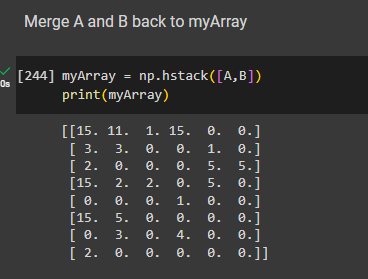 Merge A and B back to myArray
[244] myArray = np.hstack([A,B])
0s
print(myArray)
[[15. 11.  1. 15.  0.  0.]
 [ 3.  3.  0.  0.  1.  0.]
 [ 2.  0.  0.  0.  5.  5.]
 [15.  2.  2.  0.  5.  0.]
 [ 0.  0.  0.  1.  0.  0.]
 [15.  5.  0.  0.  0.  0.]
 [ 0.  3.  0.  4.  0.  0.]
 [ 2.  0.  0.  0.  0.  0.]]